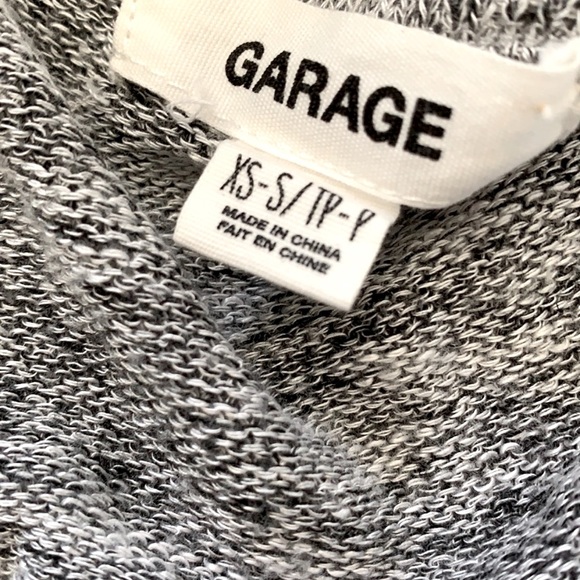 GARAGE
XS-S/TP-P
MADE IN CHINA
FAIT EN CHINE